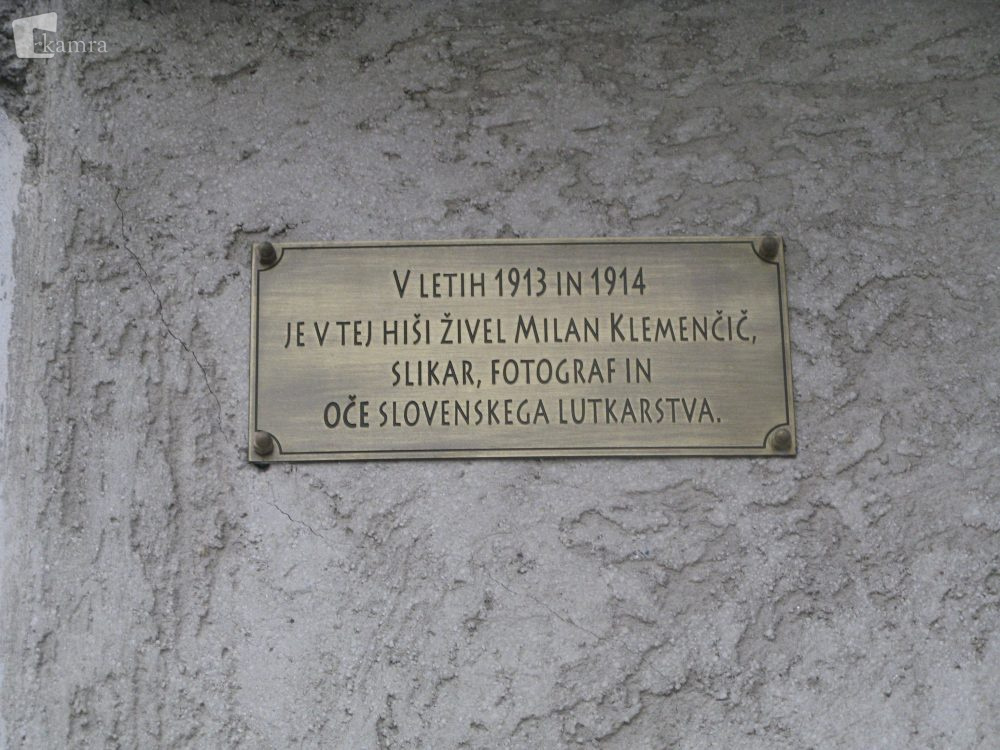 kamra
V LETIH 1913 IN 1914
JE V TEJ HIŠI ŽIVEL MILAN KLEMENČIČ,
SLIKAR, FOTOGRAF IN
OČE SLOVENSKEGA LUTKARSTVA.